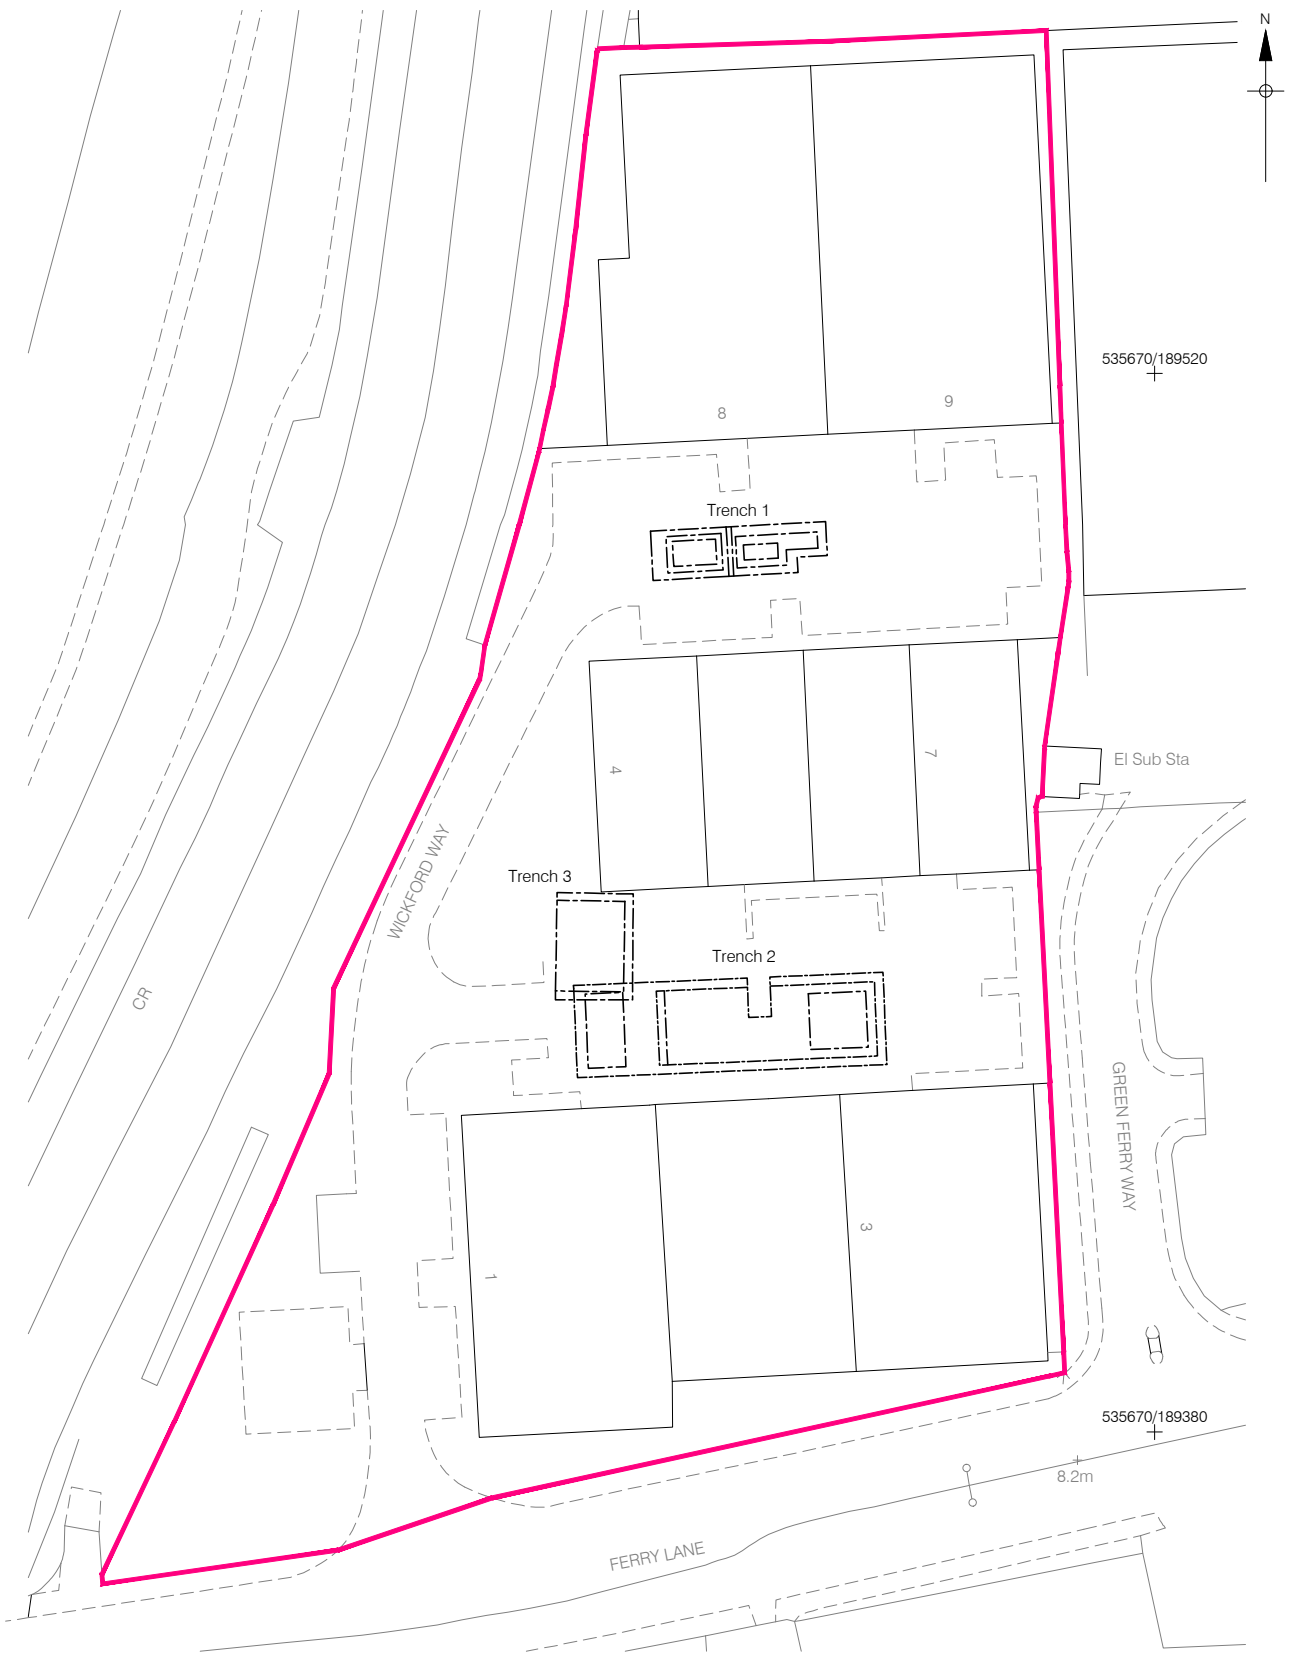 N
535670/189520
8
9
Trench 1
4
7
El Sub Sta
WICKFORD WAY
Trench 3
Trench 2
CR
GREEN FERRY WAY
3
1
535670/189380
8.2m
FERRY LANE